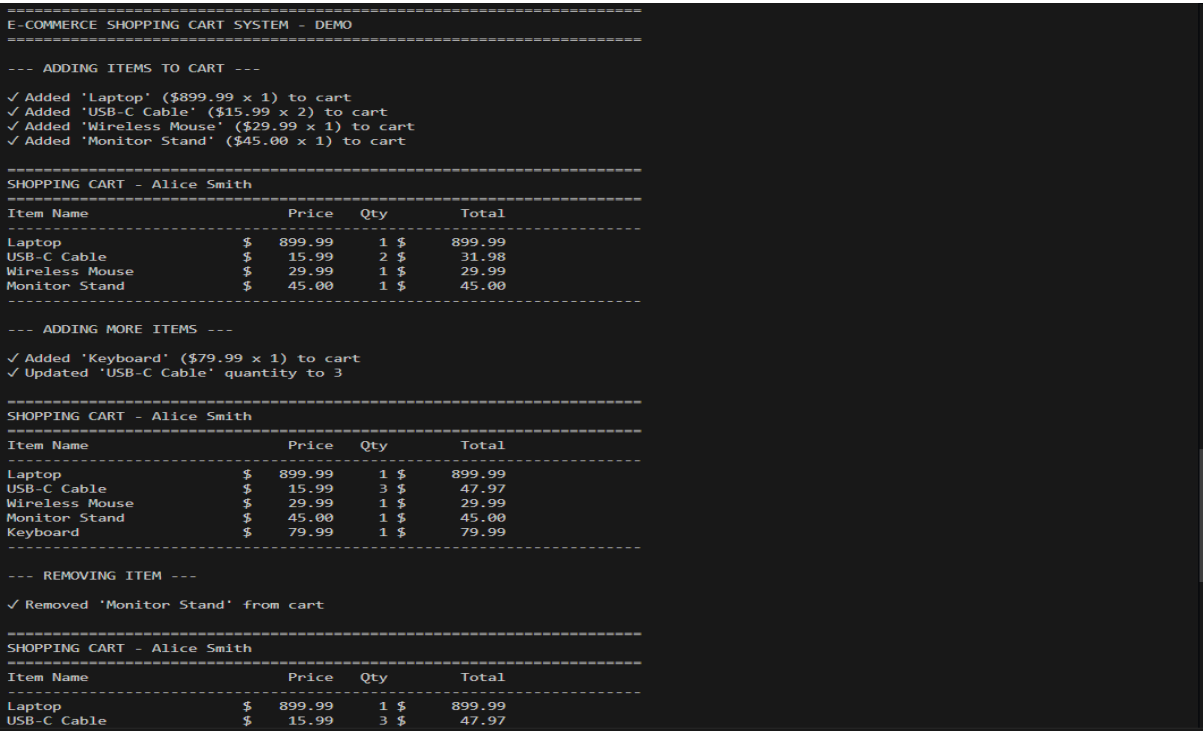 ======================================================================
E-COMMERCE SHOPPING CART SYSTEM - DEMO
======================================================================
--- ADDING ITEMS TO CART ---
✓ Added 'Laptop' ($899.99 x 1) to cart
✓ Added 'USB-C Cable' ($15.99 x 2) to cart
✓ Added 'Wireless Mouse' ($29.99 x 1) to cart
✓ Added 'Monitor Stand' ($45.00 x 1) to cart
======================================================================
SHOPPING CART - Alice Smith
======================================================================
Item Name                      Price   Qty        Total
----------------------------------------------------------------------
Laptop                    $   899.99     1 $     899.99
USB-C Cable               $    15.99     2 $      31.98
Wireless Mouse            $    29.99     1 $      29.99
Monitor Stand             $    45.00     1 $      45.00
----------------------------------------------------------------------
--- ADDING MORE ITEMS ---
✓ Added 'Keyboard' ($79.99 x 1) to cart
✓ Updated 'USB-C Cable' quantity to 3
======================================================================
SHOPPING CART - Alice Smith
======================================================================
Item Name                      Price   Qty        Total
----------------------------------------------------------------------
Laptop                    $   899.99     1 $     899.99
USB-C Cable               $    15.99     3 $      47.97
Wireless Mouse            $    29.99     1 $      29.99
Monitor Stand             $    45.00     1 $      45.00
Keyboard                  $    79.99     1 $      79.99
----------------------------------------------------------------------
--- REMOVING ITEM ---
✓ Removed 'Monitor Stand' from cart
======================================================================
SHOPPING CART - Alice Smith
======================================================================
Item Name                      Price   Qty        Total
----------------------------------------------------------------------
Laptop                    $   899.99     1 $     899.99
USB-C Cable               $    15.99     3 $      47.97